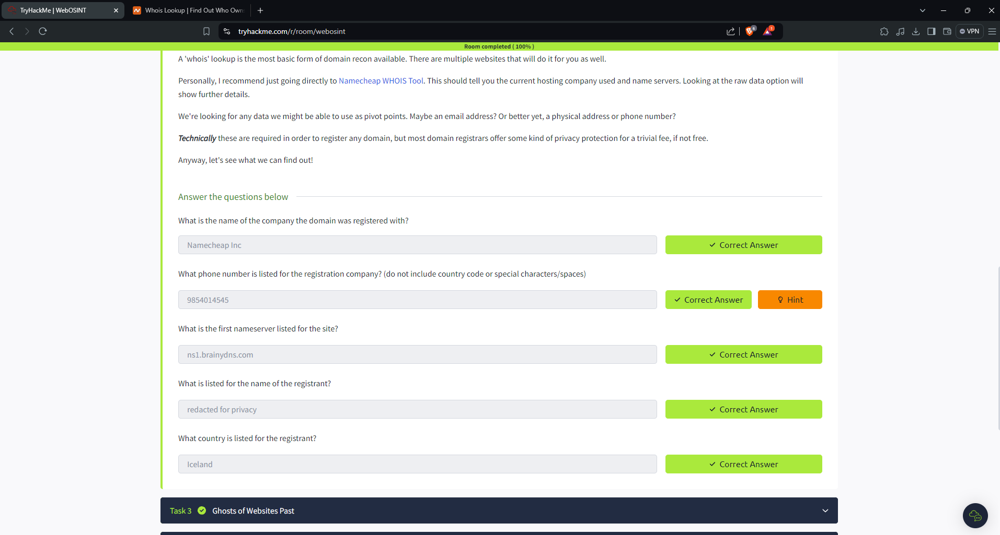 TryHackMe | WebOSINT
Whois Lookup | Find Out Who Own
tryhackme.com/r/room/webosint
6
1
VPN
Room completed ( 100% )
A 'whois' lookup is the most basic form of domain recon available. There are multiple websites that will do it for you as well.
Personally, I recommend just going directly to Namecheap WHOIS Tool. This should tell you the current hosting company used and name servers. Looking at the raw data option will
show further details.
We're looking for any data we might be able to use as pivot points. Maybe an email address? Or better yet, a physical address or phone number?
Technically these are required in order to register any domain, but most domain registrars offer some kind of privacy protection for a trivial fee, if not free.
Anyway, let's see what we can find out!
Answer the questions below
What is the name of the company the domain was registered with?
Namecheap Inc
Correct Answer
What phone number is listed for the registration company? (do not include country code or special characters/spaces)
9854014545
Correct Answer
Hint
What is the first nameserver listed for the site?
ns1.brainydns.com
Correct Answer
What is listed for the name of the registrant?
redacted for privacy
Correct Answer
What country is listed for the registrant?
Iceland
Correct Answer
Task 3 Ghosts of Websites Past